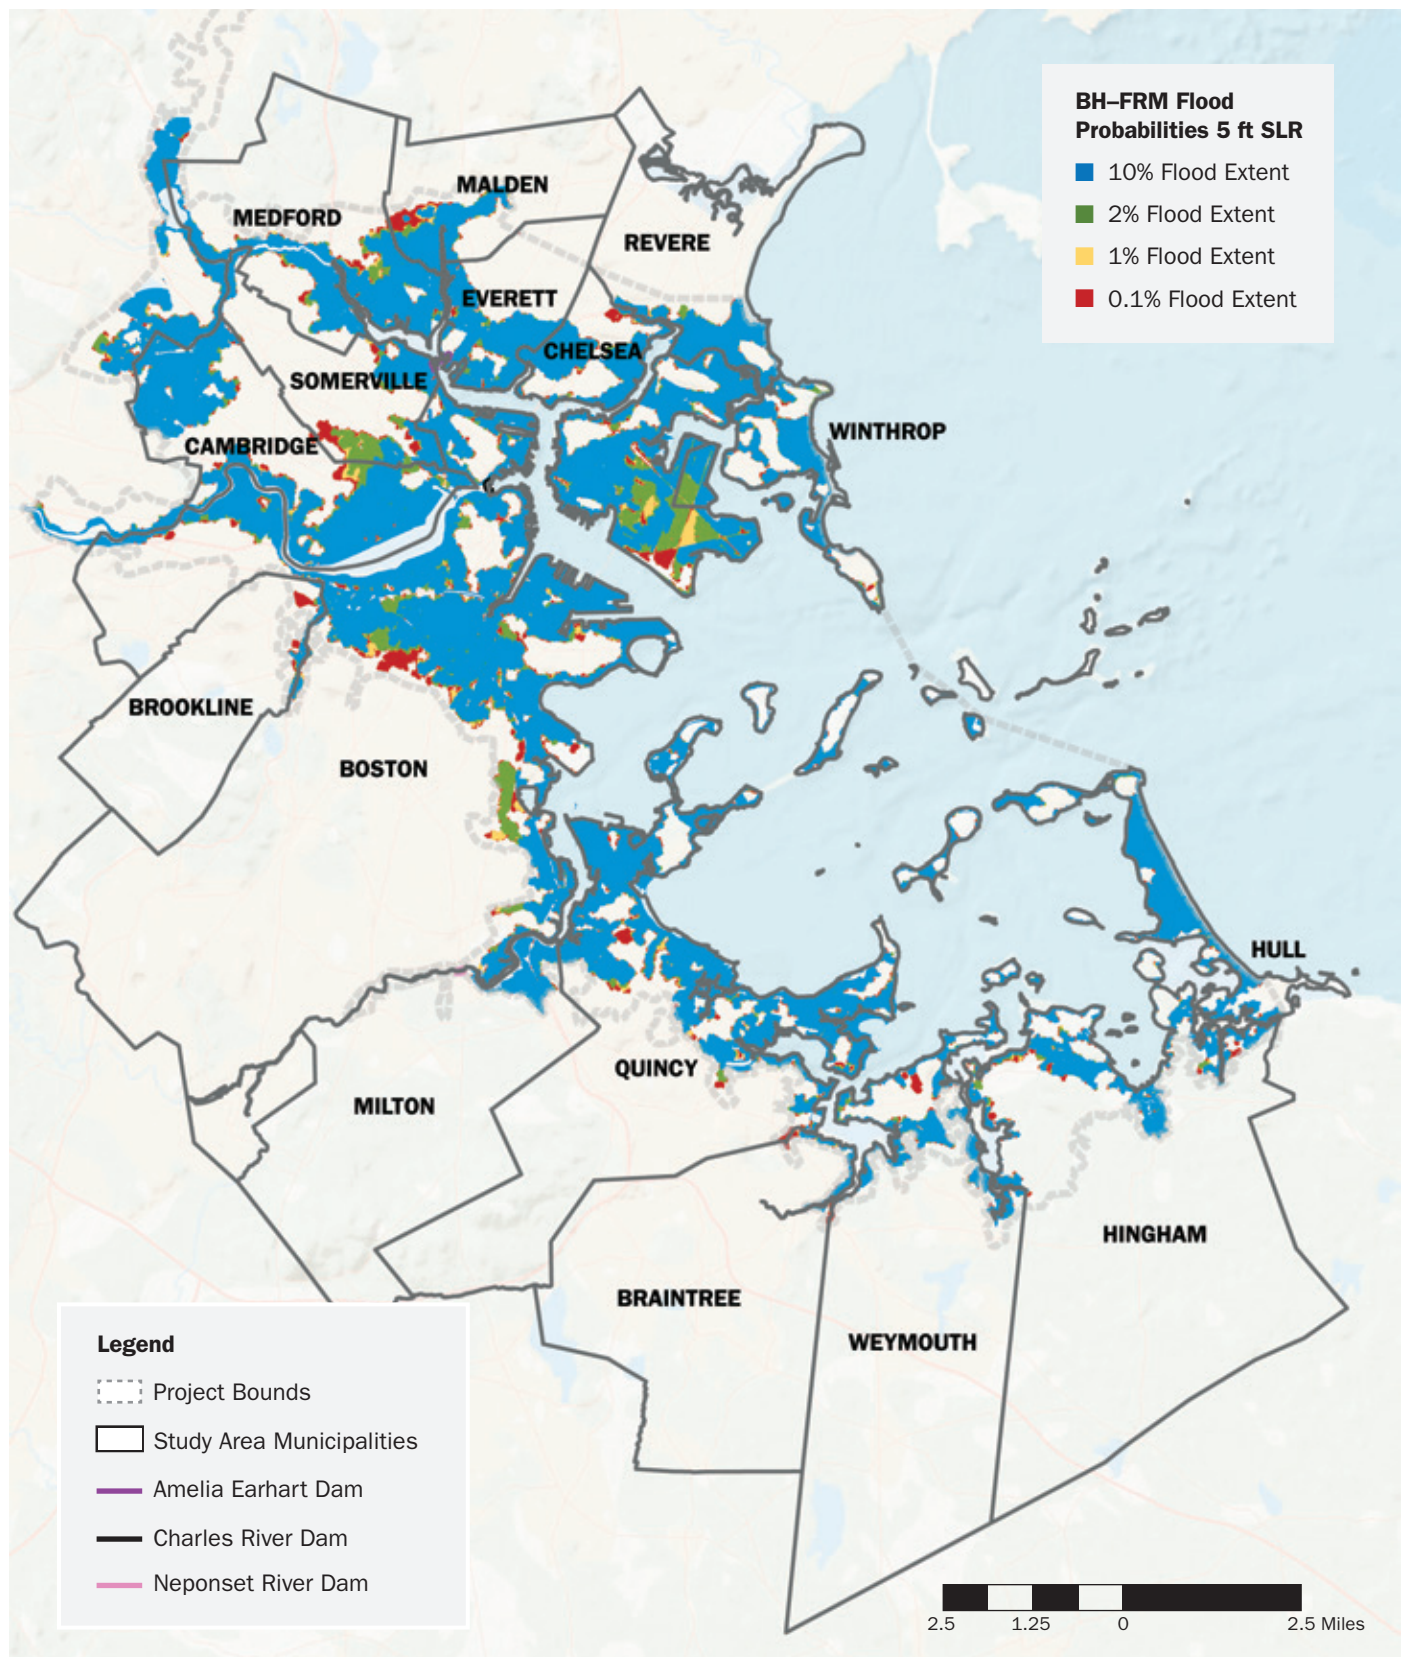 BH–FRM Flood
Probabilities 5 ft SLR
10% Flood Extent
2% Flood Extent
1% Flood Extent
0.1% Flood Extent
MALDEN
MEDFORD
REVERE
EVERETT
CHELSEA
SOMERVILLE
WINTHROP
CAMBRIDGE
BROOKLINE
BOSTON
HULL
QUINCY
MILTON
HINGHAM
BRAINTREE
WEYMOUTH
Legend
Project Bounds
Study Area Municipalities
Amelia Earhart Dam
Charles River Dam
Neponset River Dam
2.5 1.25 0 2.5 Miles